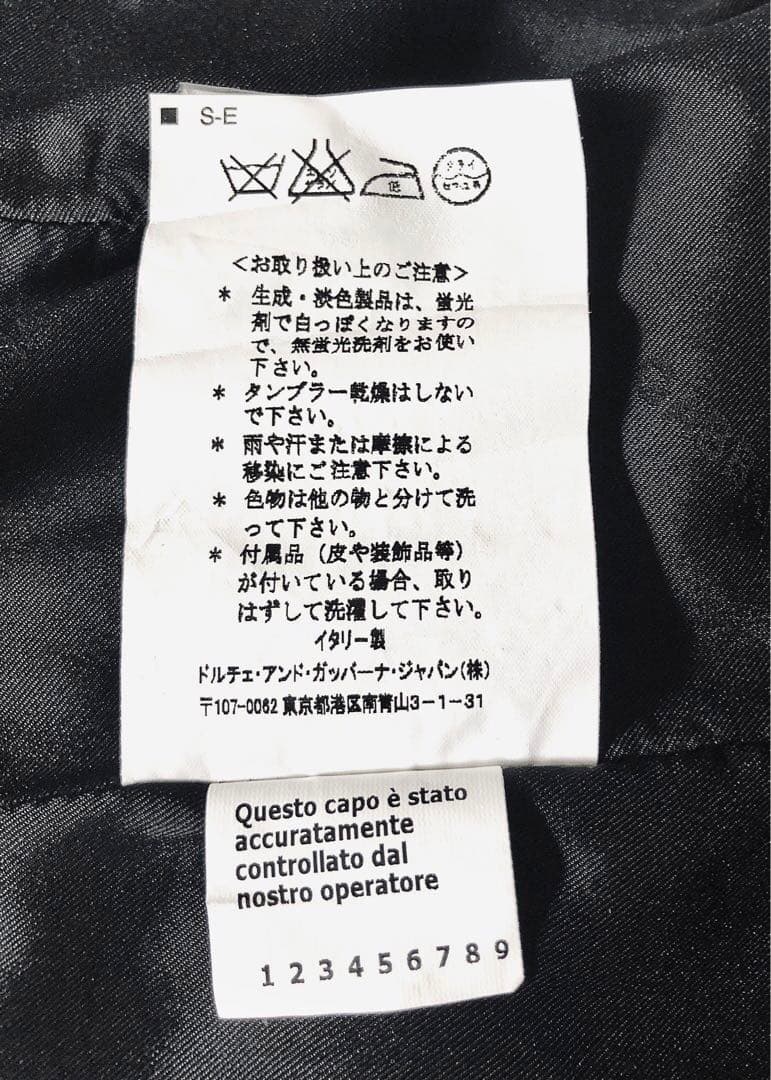 ■ S-E
低
ドライ
セキユ系
<お取り扱い上のご注意>
* 生成・淡色製品は、蛍光
剤で白っぽくなりますの
で、無蛍光洗剤をお使い
下さい。
* タンブラー乾燥はしない
で下さい。
* 雨や汗または摩擦による
移染にご注意下さい。
* 色物は他の物と分けて洗
って下さい。
* 付属品(皮や装飾品等)
が付いている場合、取り
はずして洗濯して下さい。
イタリー製
ドルチェ・アンド・ガッバーナ・ジャパン(株)
〒107-0062 東京都港区南青山3-1-31
Questo capo è stato
accuratamente
controllato dal
nostro operatore
1 2 3 4 5 6 7 8 9